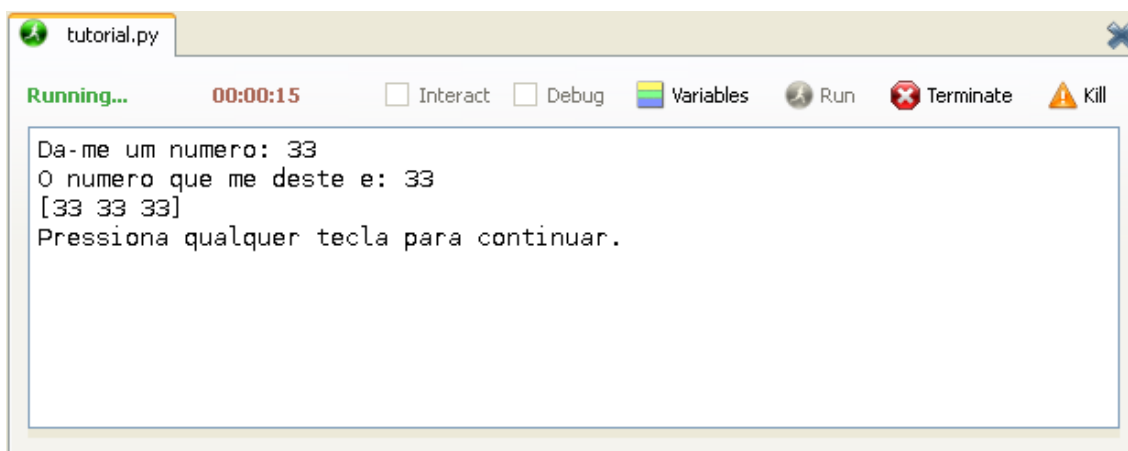 tutorial.py
Running... 00:00:15 Interact Debug Variables Run Terminate Kill
Da-me um numero: 33
O numero que me deste e: 33
[33 33 33]
Pressiona qualquer tecla para continuar.